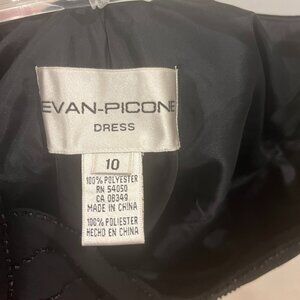 EVAN-PICONE
DRESS
10
100% POLYESTER
RN 54050
CA 08349
MADE IN CHINA
100% POLIESTER
HECHO EN CHINA